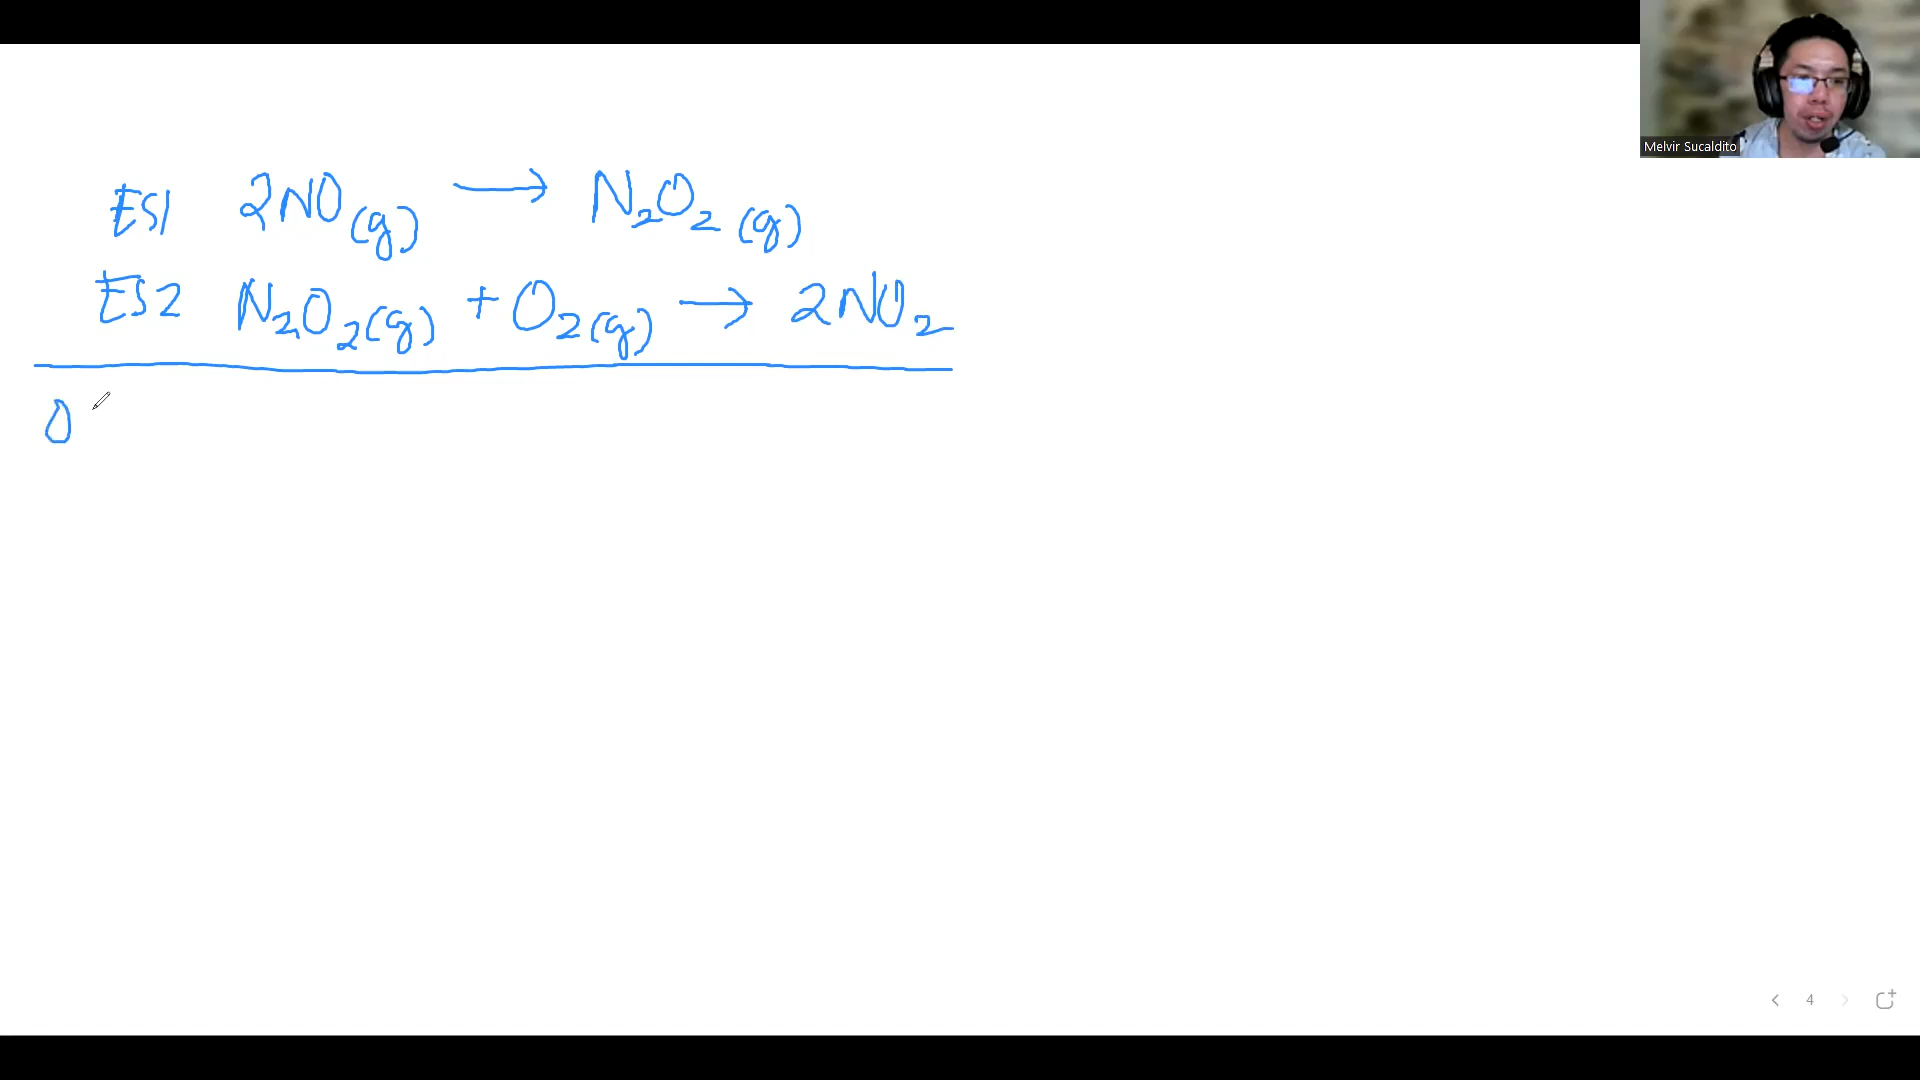 Melvir Sucaldito
ES1 2NO(g) → N₂O₂(g)
ES2 N₂O₂(g) + O₂(g) → 2NO₂
O
4